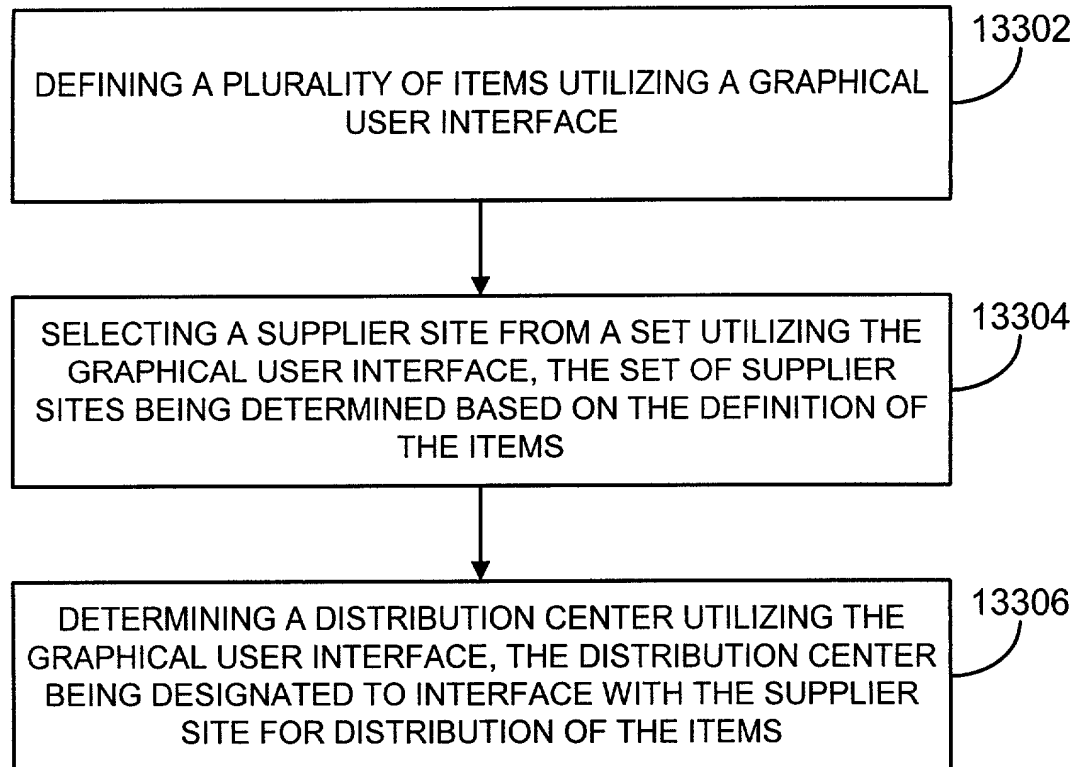 13302
DEFINING A PLURALITY OF ITEMS UTILIZING A GRAPHICAL
USER INTERFACE
13304
SELECTING A SUPPLIER SITE FROM A SET UTILIZING THE
GRAPHICAL USER INTERFACE, THE SET OF SUPPLIER
SITES BEING DETERMINED BASED ON THE DEFINITION OF
THE ITEMS
13306
DETERMINING A DISTRIBUTION CENTER UTILIZING THE
GRAPHICAL USER INTERFACE, THE DISTRIBUTION CENTER
BEING DESIGNATED TO INTERFACE WITH THE SUPPLIER
SITE FOR DISTRIBUTION OF THE ITEMS